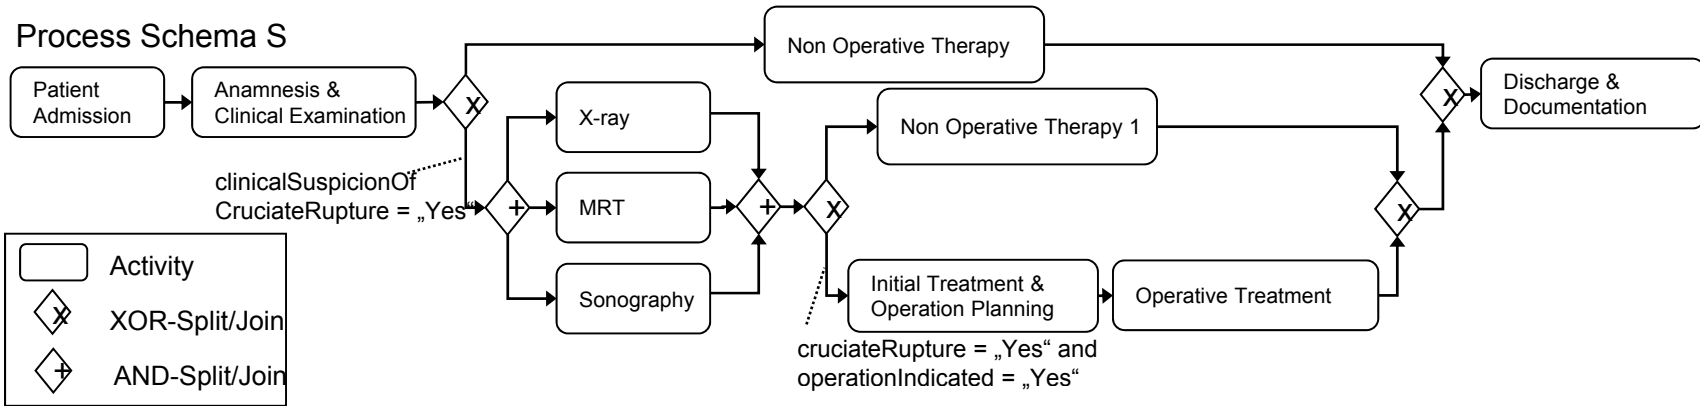 Process Schema S
Non Operative Therapy
Patient
Admission
Anamnesis &
Clinical Examination
x
X-ray
MRT
Sonography
+
+
x
Non Operative Therapy 1
Initial Treatment &
Operation Planning
Operative Treatment
x
x
Discharge &
Documentation
clinicalSuspicionOf
CruciateRupture = „Yes“
cruciateRupture = „Yes“ and
operationIndicated = „Yes“
Activity
x
XOR-Split/Join
+
AND-Split/Join